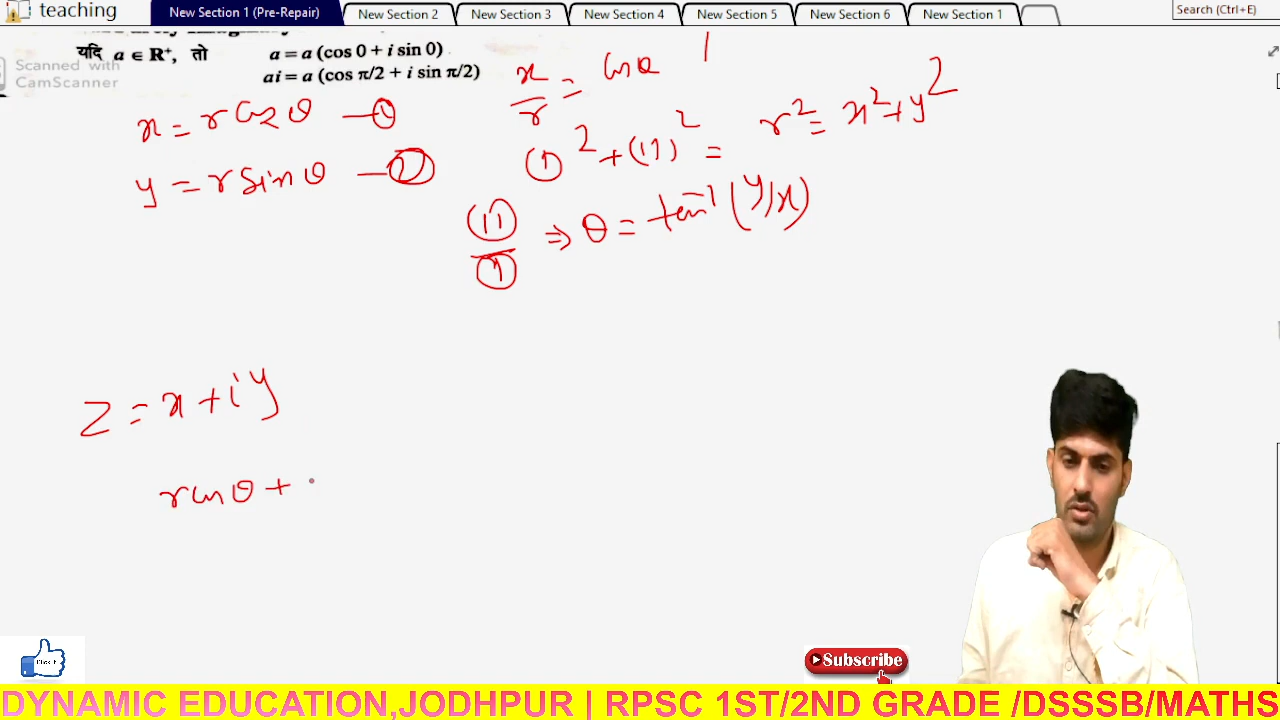 teaching
New Section 1 (Pre-Repair) New Section 2 New Section 3 New Section 4 New Section 5 New Section 6 New Section 1
Search (Ctrl+E)
यदि a ∈ R⁺, तो a = a (cos 0 + i sin 0)
ai = a (cos π/2 + i sin π/2)
Scanned with
CamScanner
x = r cos θ — ①
x/r = cos θ
y = r sin θ — ②
①² + (ii)² = r² = x² + y²
(ii)/① ⇒ θ = tan⁻¹(y/x)
z = x + iy
r cos θ +
Subscribe
DYNAMIC EDUCATION,JODHPUR | RPSC 1ST/2ND GRADE /DSSSB/MATHS